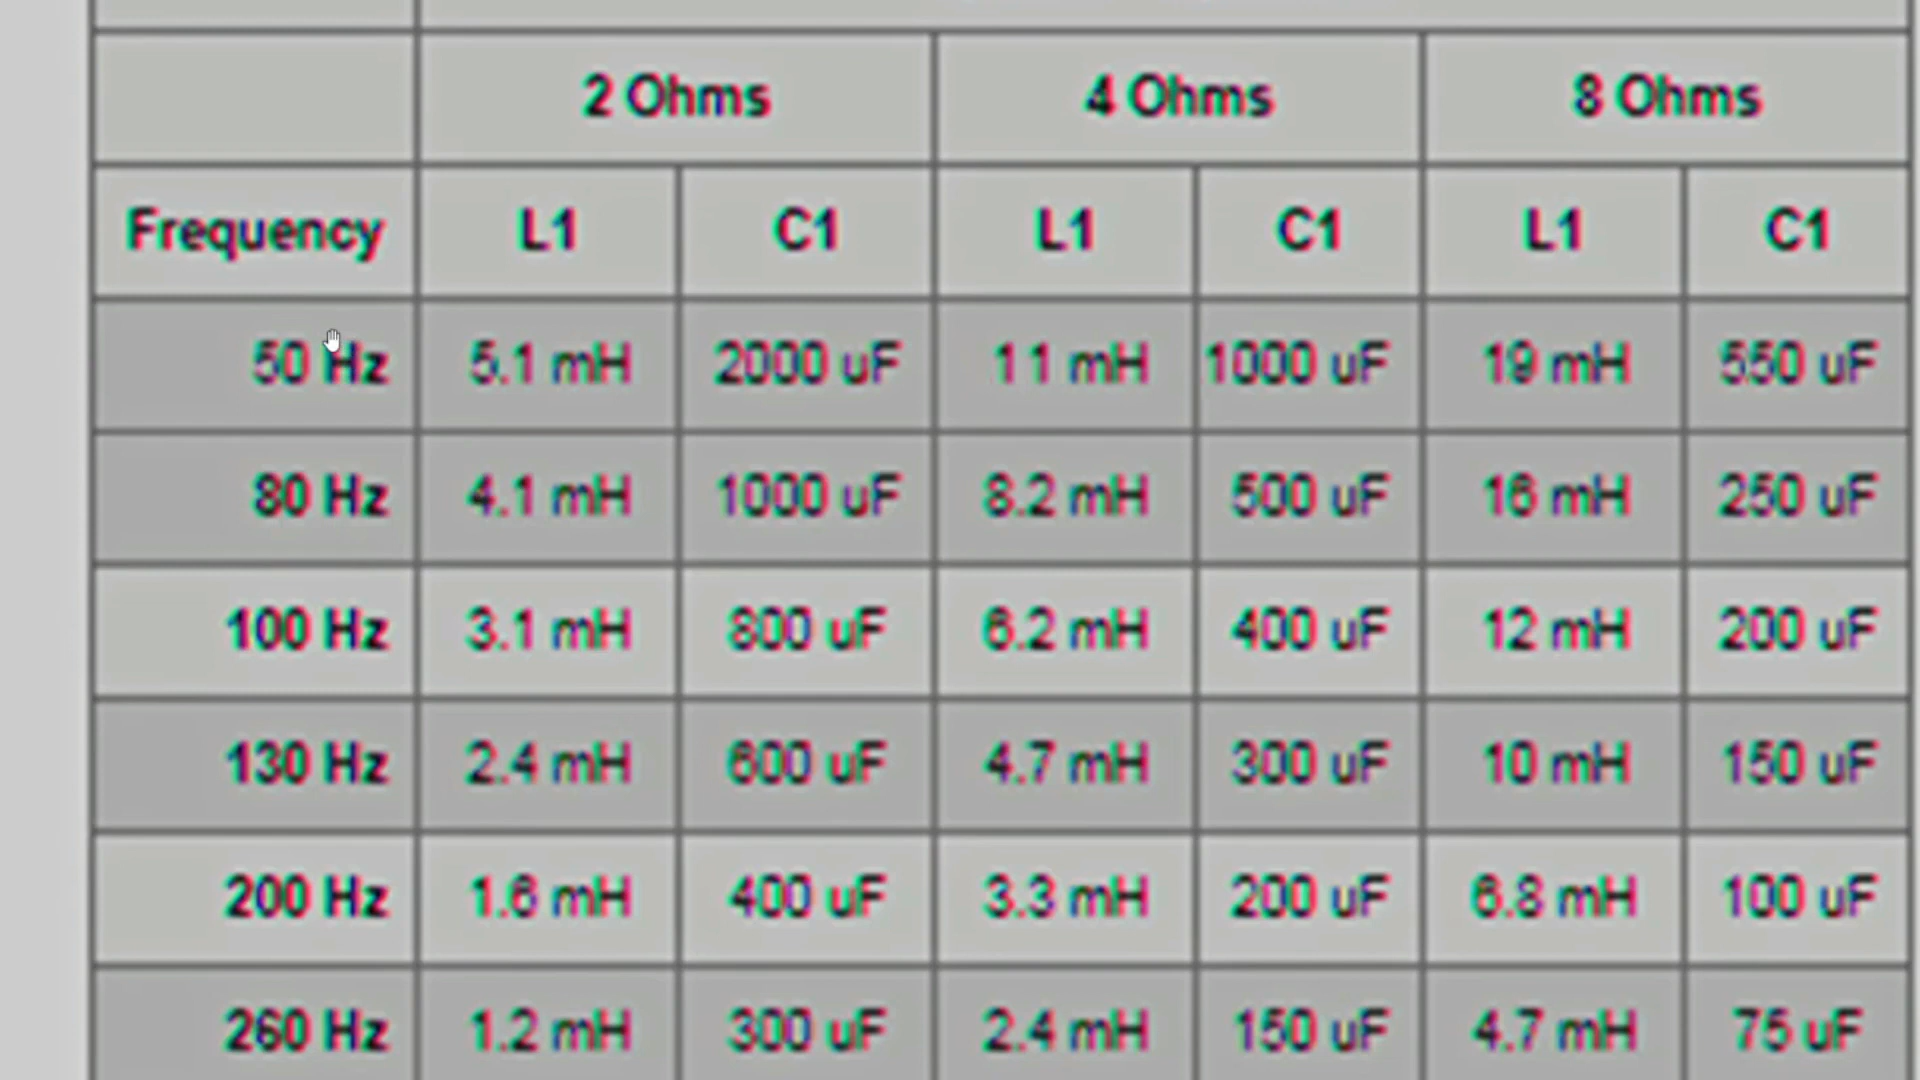 2 Ohms 4 Ohms 8 Ohms
Frequency L1 C1 L1 C1 L1 C1
50 Hz 5.1 mH 2000 uF 11 mH 1000 uF 19 mH 550 uF
80 Hz 4.1 mH 1000 uF 8.2 mH 500 uF 16 mH 250 uF
100 Hz 3.1 mH 800 uF 6.2 mH 400 uF 12 mH 200 uF
130 Hz 2.4 mH 600 uF 4.7 mH 300 uF 10 mH 150 uF
200 Hz 1.6 mH 400 uF 3.3 mH 200 uF 6.8 mH 100 uF
260 Hz 1.2 mH 300 uF 2.4 mH 150 uF 4.7 mH 75 uF